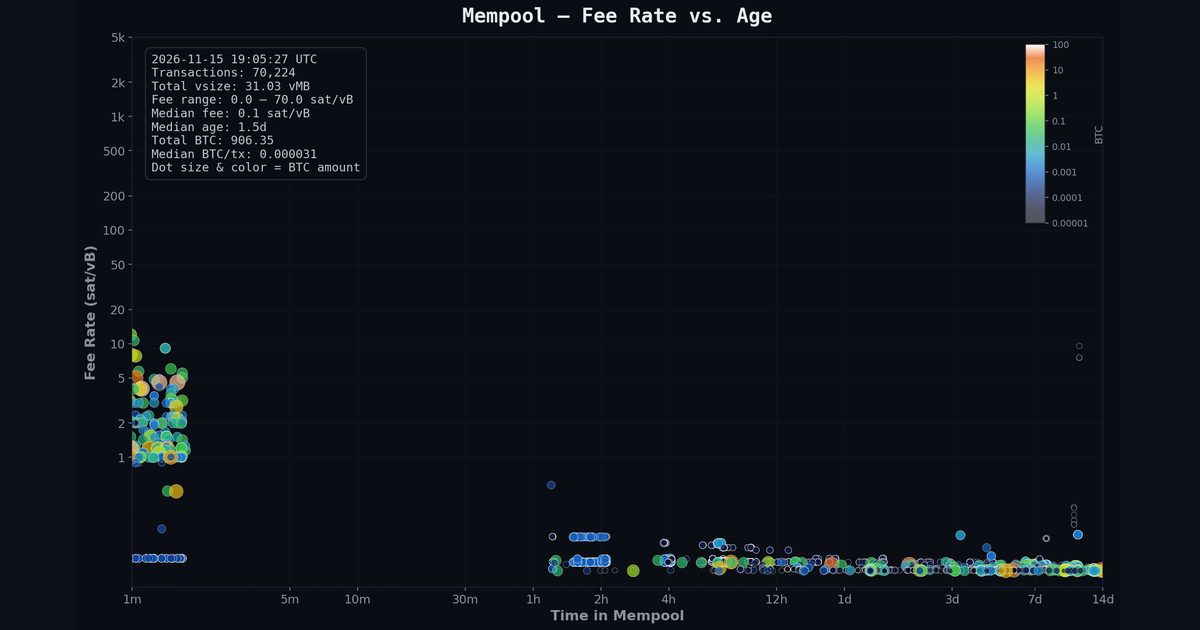 Mempool — Fee Rate vs. Age
2026-11-15 19:05:27 UTC
Transactions: 70,224
Total vsize: 31.03 vMB
Fee range: 0.0 – 70.0 sat/vB
Median fee: 0.1 sat/vB
Median age: 1.5d
Total BTC: 906.35
Median BTC/tx: 0.000031
Dot size & color = BTC amount
5k
2k
1k
500
200
100
50
20
10
5
2
1
Fee Rate (sat/vB)
100
10
1
0.1
0.01
0.001
0.0001
0.00001
BTC
1m 5m 10m 30m 1h 2h 4h 12h 1d 3d 7d 14d
Time in Mempool